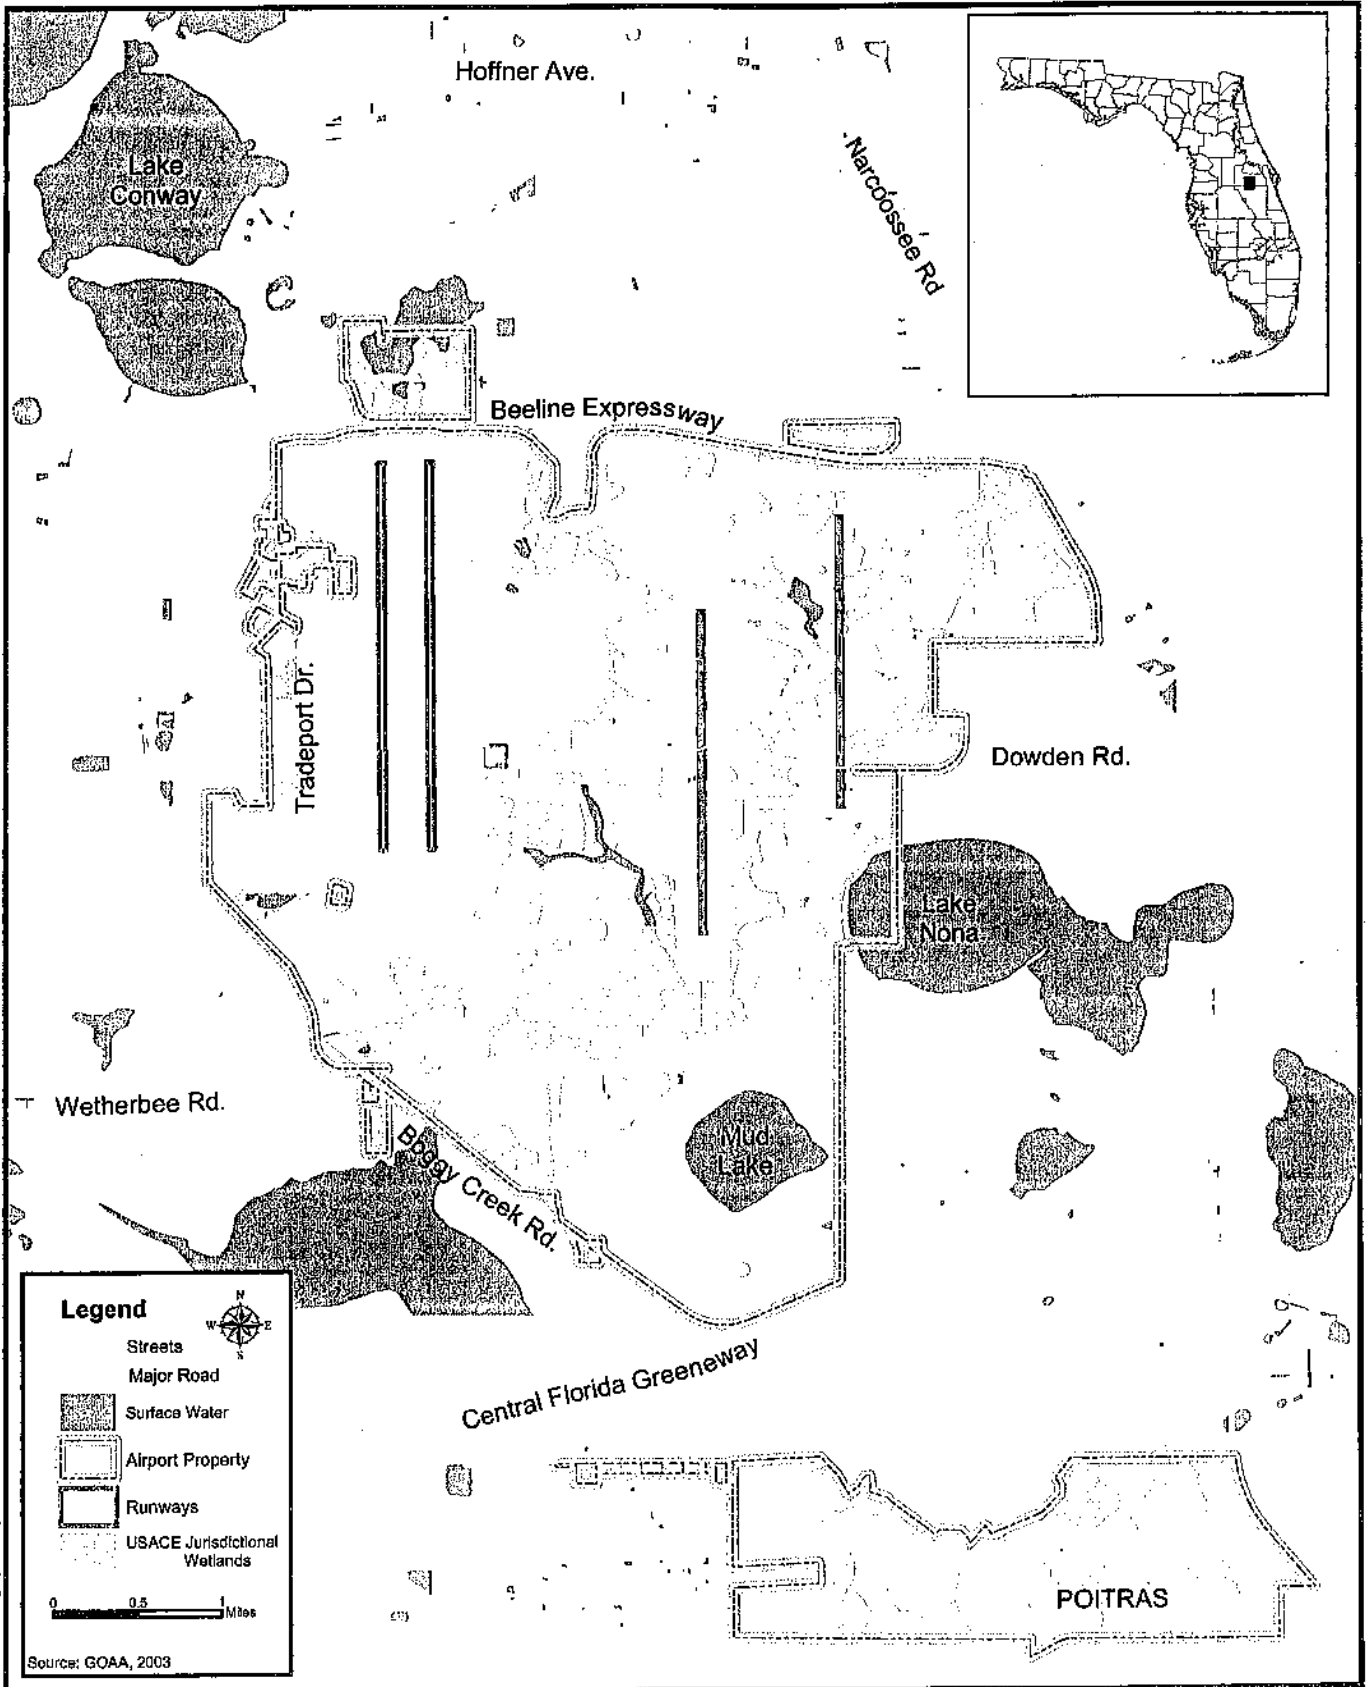 Hoffner Ave.
Lake
Conway
Narcoossee Rd
Beeline Expressway
Tradeport Dr.
Dowden Rd.
Lake
Nona
Wetherbee Rd.
Mud
Lake
Boggy Creek Rd.
Legend
N
W
E
S
Streets
Major Road
Surface Water
Airport Property
Runways
USACE Jurisdictional
Wetlands
0
0.5
1
Miles
Source: GOAA, 2003
Central Florida Greeneway
POITRAS